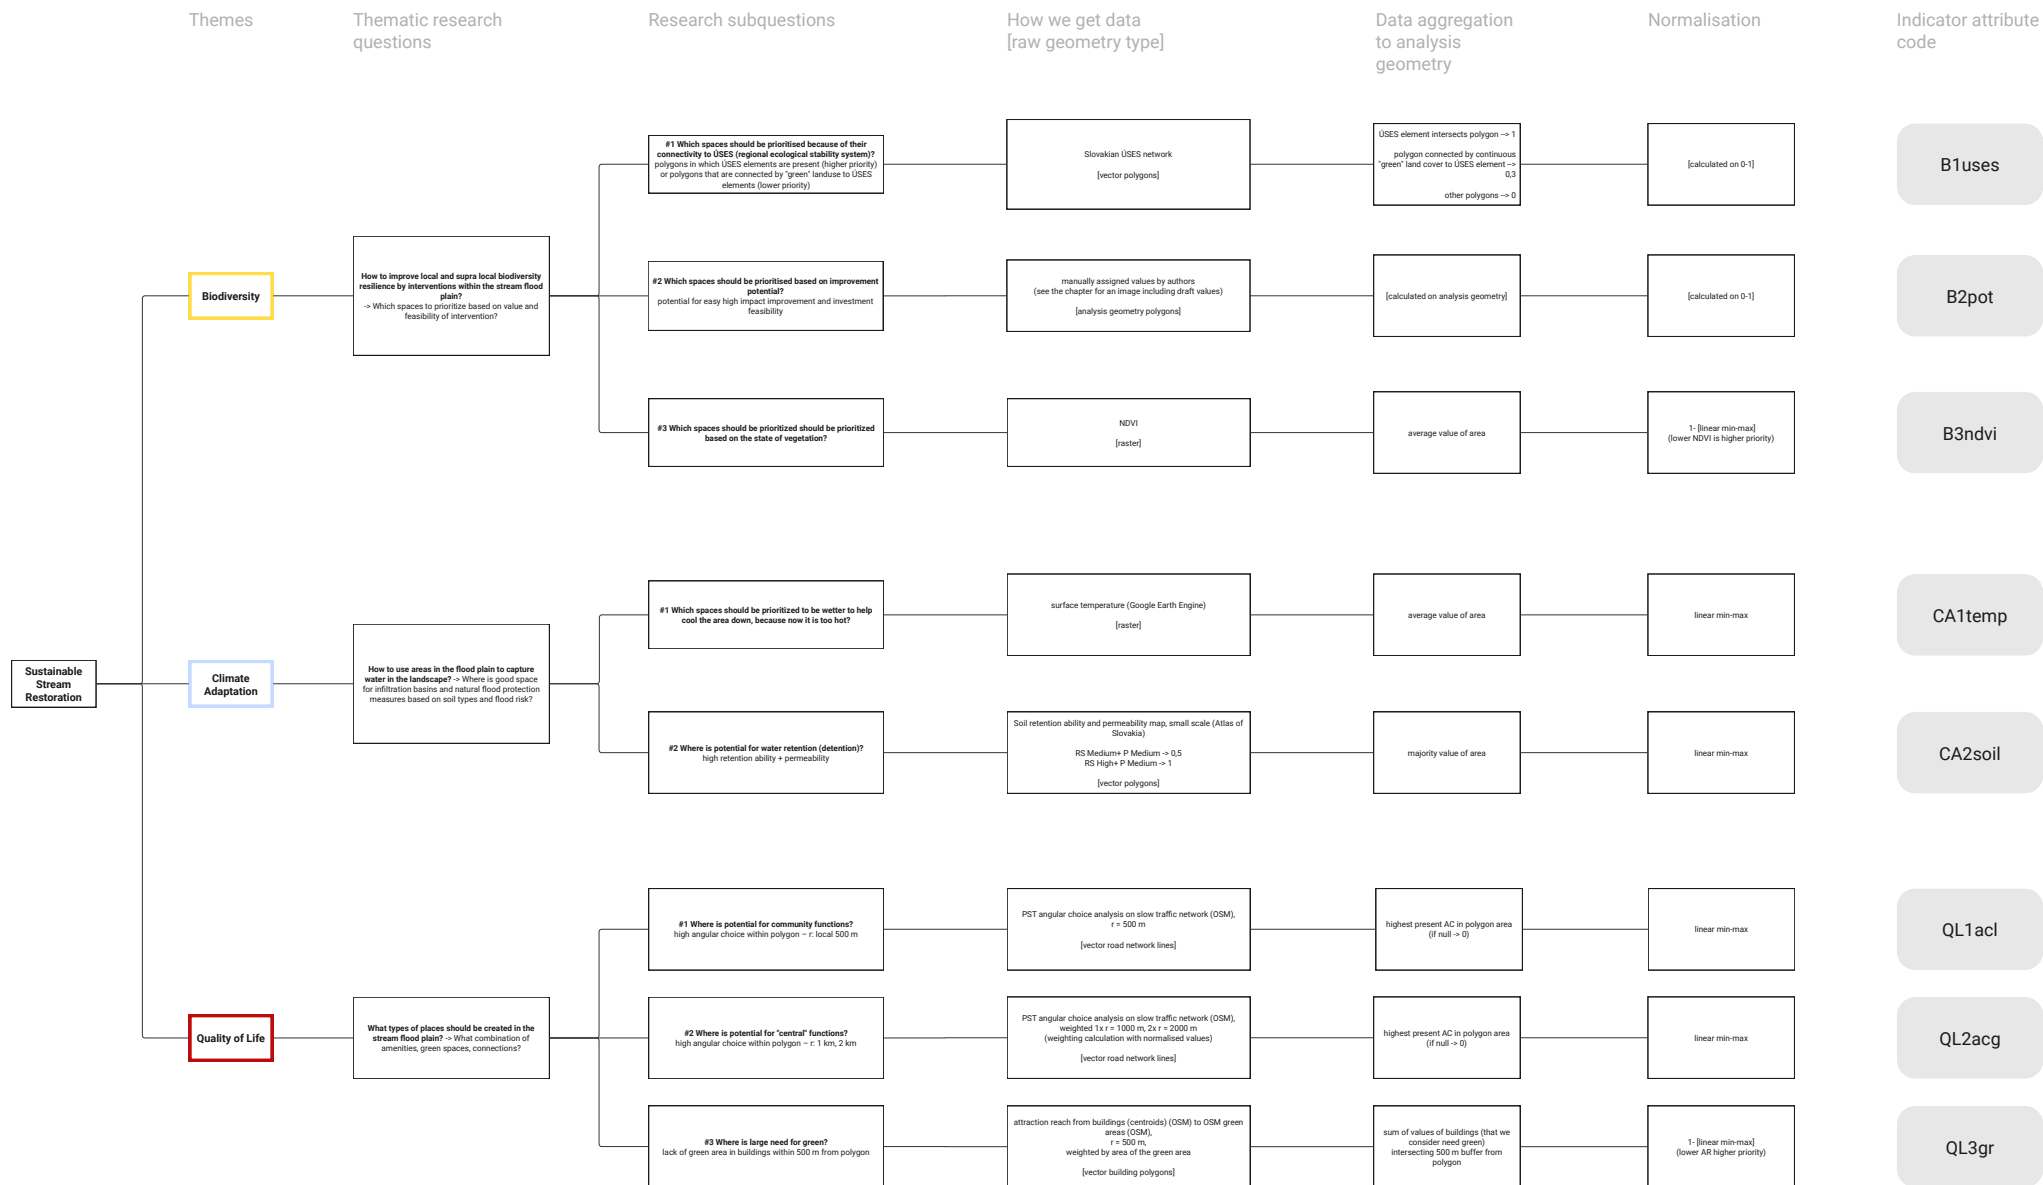 Themes
Thematic research
questions
Research subquestions
How we get data
[raw geometry type]
Data aggregation
to analysis
geometry
Normalisation
Indicator attribute
code
Sustainable
Stream
Restoration
Biodiversity
How to improve local and supra local biodiversity
resilience by interventions within the stream flood
plain?
-> Which spaces to prioritize based on value and
feasibility of intervention?
#1 Which spaces should be prioritised because of their
connectivity to ÚSES (regional ecological stability system)?
polygons in which ÚSES elements are present (higher priority)
or polygons that are connected by "green" landuse to ÚSES
elements (lower priority)
Slovakian ÚSES network
[vector polygons]
ÚSES element intersects polygon --> 1
polygon connected by continuous
"green" land cover to ÚSES element -->
0,3
other polygons --> 0
[calculated on 0-1]
B1uses
#2 Which spaces should be prioritised based on improvement
potential?
potential for easy high impact improvement and investment
feasibility
manually assigned values by authors
(see the chapter for an image including draft values)
[analysis geometry polygons]
[calculated on analysis geometry]
[calculated on 0-1]
B2pot
#3 Which spaces should be prioritized should be prioritized
based on the state of vegetation?
NDVI
[raster]
average value of area
1- [linear min-max]
(lower NDVI is higher priority)
B3ndvi
Climate
Adaptation
How to use areas in the flood plain to capture
water in the landscape? -> Where is good space
for infiltration basins and natural flood protection
measures based on soil types and flood risk?
#1 Which spaces should be prioritized to be wetter to help
cool the area down, because now it is too hot?
surface temperature (Google Earth Engine)
[raster]
average value of area
linear min-max
CA1temp
#2 Where is potential for water retention (detention)?
high retention ability + permeability
Soil retention ability and permeability map, small scale (Atlas of
Slovakia)
RS Medium+ P Medium -> 0,5
RS High+ P Medium -> 1
[vector polygons]
majority value of area
linear min-max
CA2soil
Quality of Life
What types of places should be created in the
stream flood plain? -> What combination of
amenities, green spaces, connections?
#1 Where is potential for community functions?
high angular choice within polygon – r: local 500 m
PST angular choice analysis on slow traffic network (OSM),
r = 500 m
[vector road network lines]
highest present AC in polygon area
(if null -> 0)
linear min-max
QL1acl
#2 Where is potential for "central" functions?
high angular choice within polygon – r: 1 km, 2 km
PST angular choice analysis on slow traffic network (OSM),
weighted 1x r = 1000 m, 2x r = 2000 m
(weighting calculation with normalised values)
[vector road network lines]
highest present AC in polygon area
(if null -> 0)
linear min-max
QL2acg
#3 Where is large need for green?
lack of green area in buildings within 500 m from polygon
attraction reach from buildings (centroids) (OSM) to OSM green
areas (OSM),
r = 500 m,
weighted by area of the green area
[vector building polygons]
sum of values of buildings (that we
consider need green)
intersecting 500 m buffer from
polygon
1- [linear min-max]
(lower AR higher priority)
QL3gr